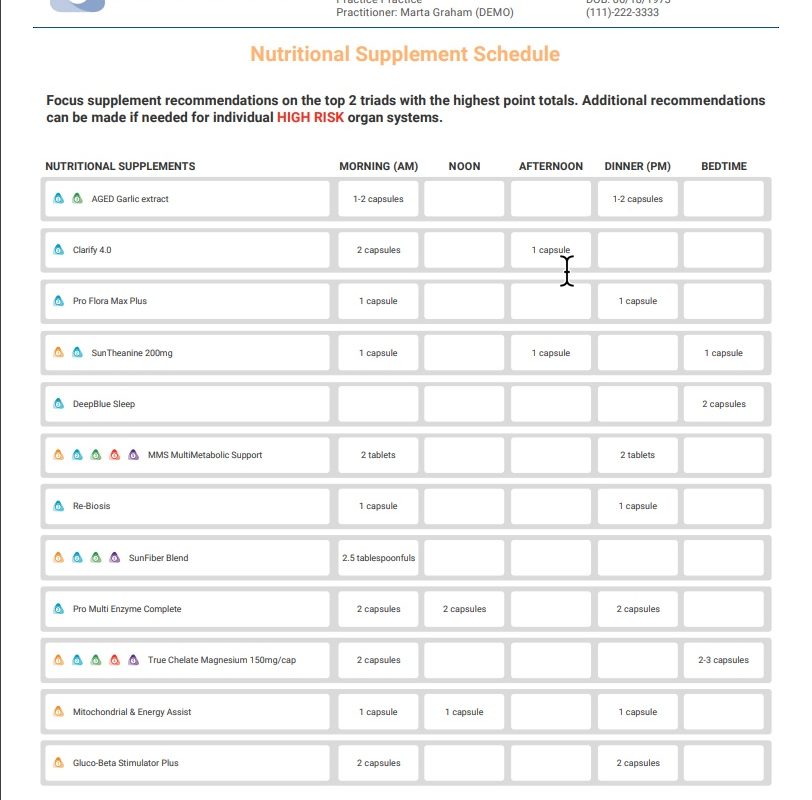 Practice Practice
Practitioner: Marta Graham (DEMO)
(111)-222-3333
Nutritional Supplement Schedule
Focus supplement recommendations on the top 2 triads with the highest point totals. Additional recommendations
can be made if needed for individual HIGH RISK organ systems.
NUTRITIONAL SUPPLEMENTS MORNING (AM) NOON AFTERNOON DINNER (PM) BEDTIME
AGED Garlic extract 1-2 capsules 1-2 capsules
Clarify 4.0 2 capsules 1 capsule
Pro Flora Max Plus 1 capsule 1 capsule
SunTheanine 200mg 1 capsule 1 capsule 1 capsule
DeepBlue Sleep 2 capsules
MMS MultiMetabolic Support 2 tablets 2 tablets
Re-Biosis 1 capsule 1 capsule
SunFiber Blend 2.5 tablespoonfuls
Pro Multi Enzyme Complete 2 capsules 2 capsules 2 capsules
True Chelate Magnesium 150mg/cap 2 capsules 2-3 capsules
Mitochondrial & Energy Assist 1 capsule 1 capsule 1 capsule
Gluco-Beta Stimulator Plus 2 capsules 2 capsules